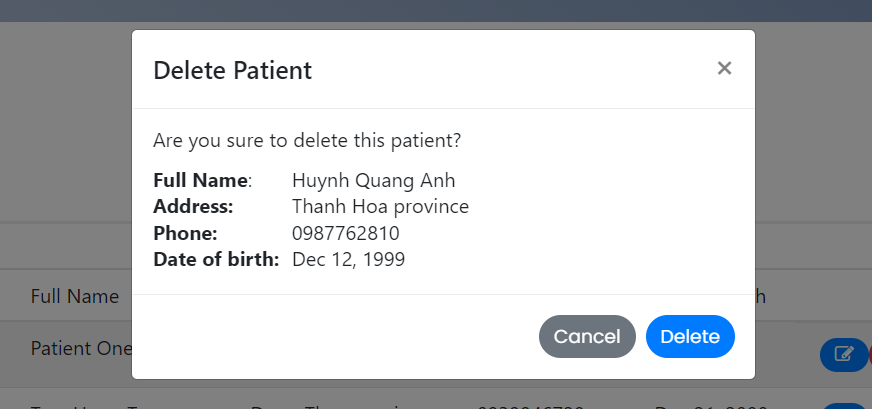 Delete Patient ×
Are you sure to delete this patient?
Full Name: Huynh Quang Anh
Address: Thanh Hoa province
Phone: 0987762810
Date of birth: Dec 12, 1999
Full Name h
Patient One
Cancel Delete